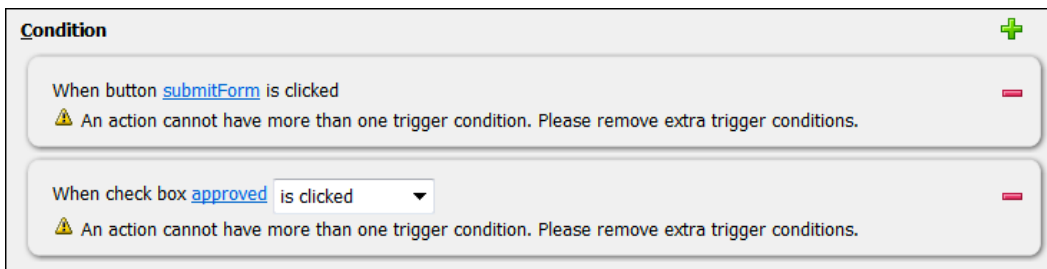 Condition
When button submitForm is clicked
An action cannot have more than one trigger condition. Please remove extra trigger conditions.
When check box approved is clicked
An action cannot have more than one trigger condition. Please remove extra trigger conditions.